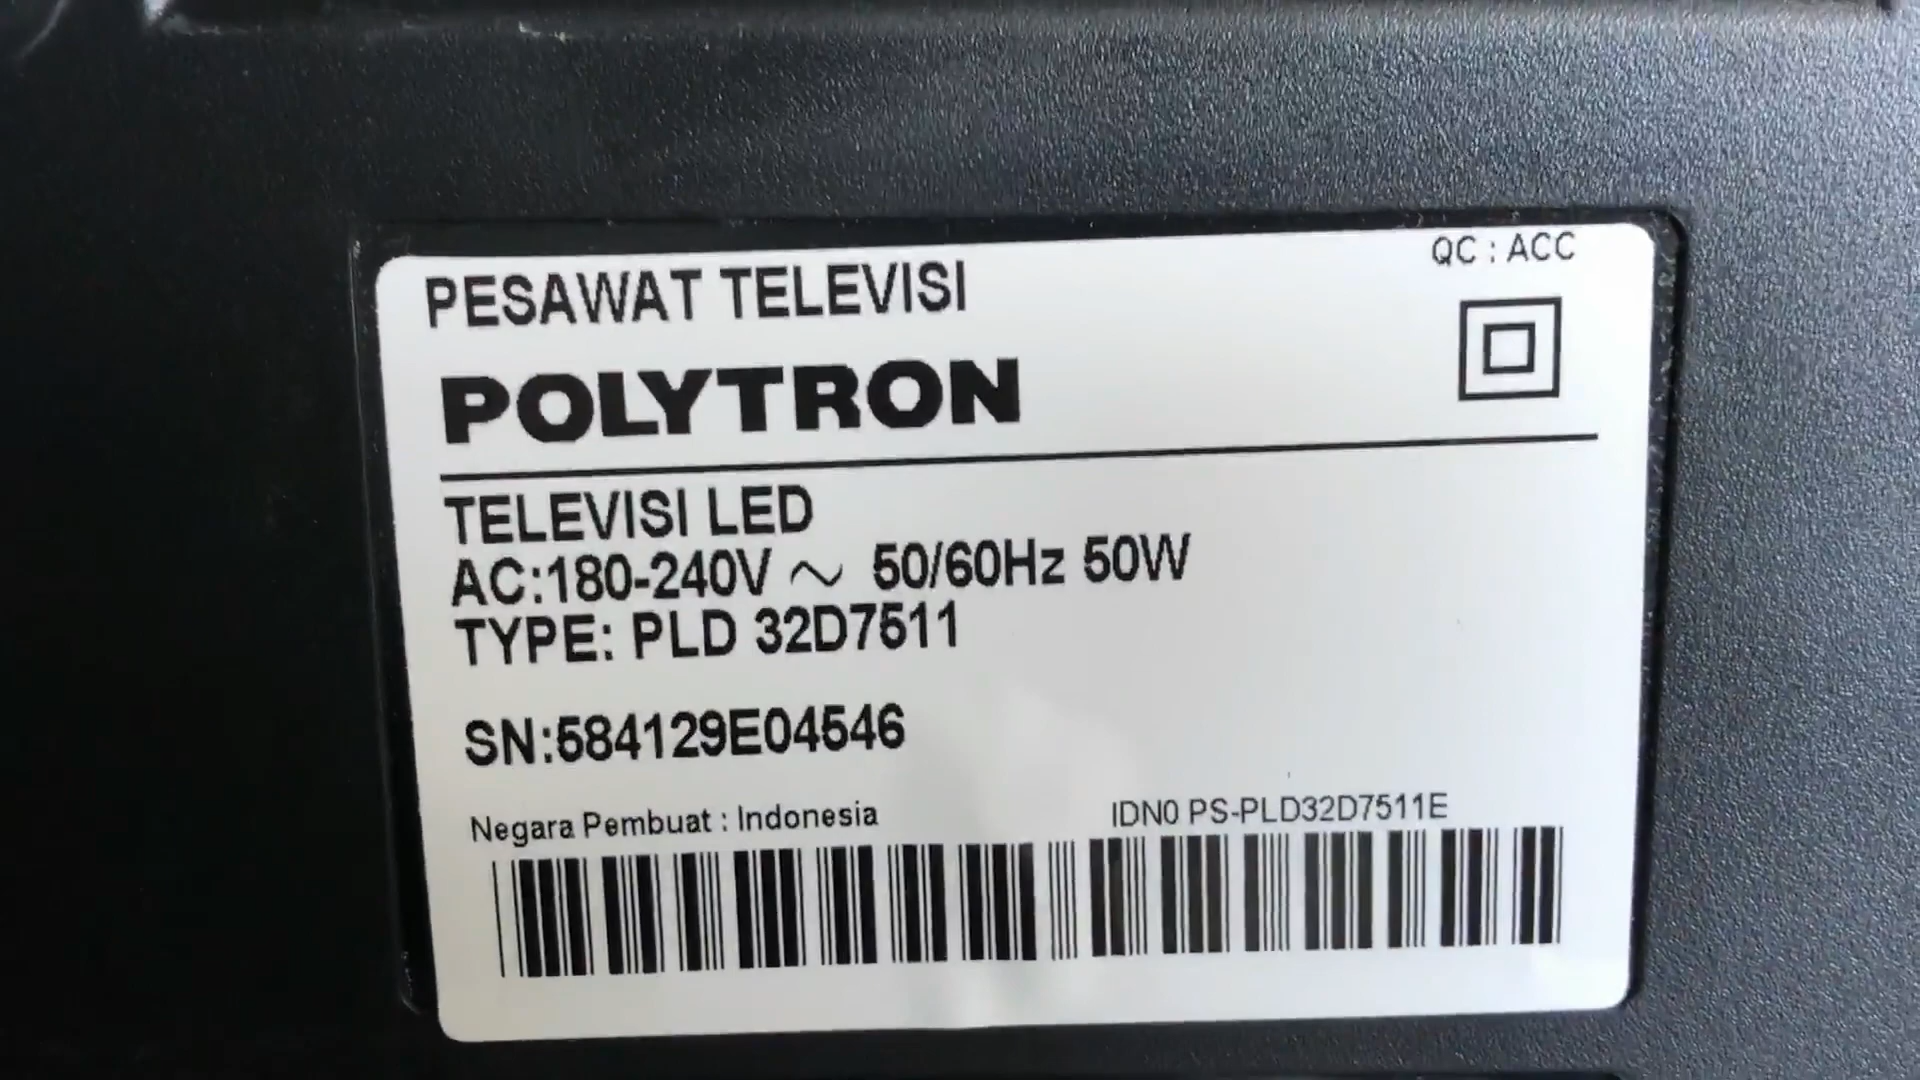 QC : ACC
PESAWAT TELEVISI
POLYTRON
TELEVISI LED
AC:180-240V ~ 50/60Hz 50W
TYPE: PLD 32D7511
SN:584129E04546
Negara Pembuat : Indonesia
IDN0 PS-PLD32D7511E